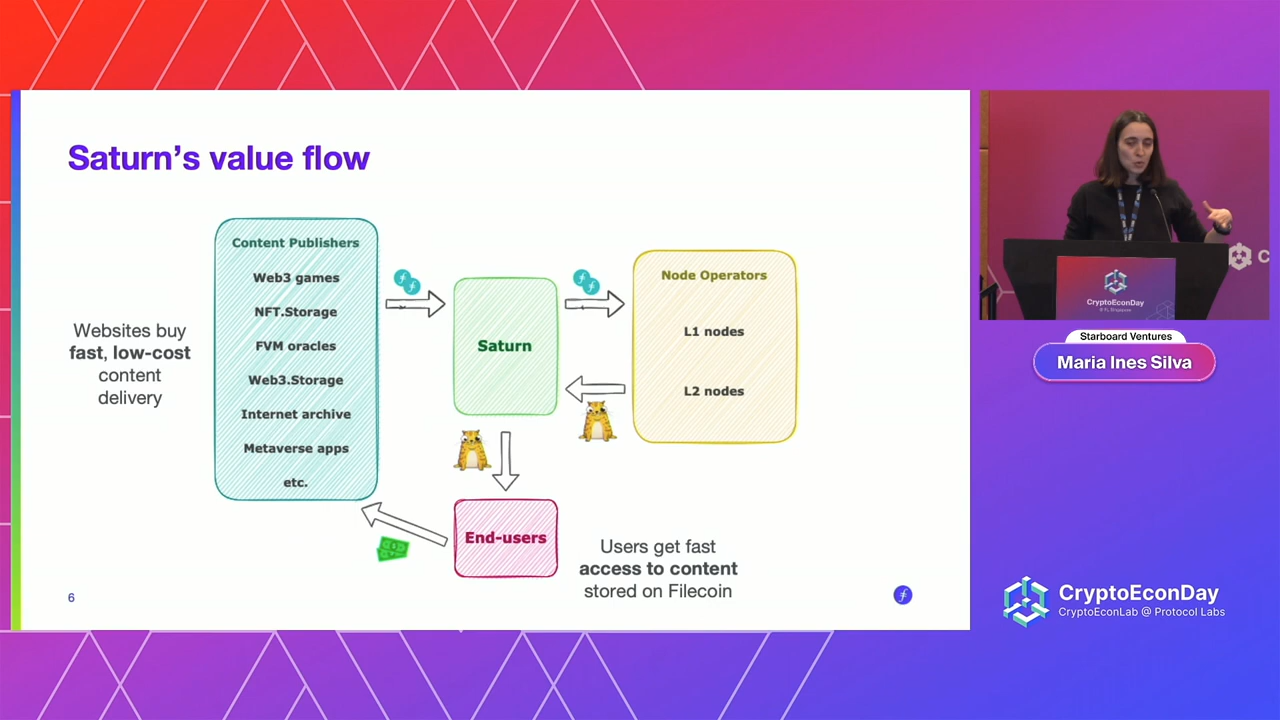 Saturn's value flow
Websites buy
fast, low-cost
content
delivery
Content Publishers
Web3 games
NFT.Storage
FVM oracles
Web3.Storage
Internet archive
Metaverse apps
etc.
Saturn
Node Operators
L1 nodes
L2 nodes
End-users
Users get fast
access to content
stored on Filecoin
6
CryptoEconDay
C
Starboard Ventures
Maria Ines Silva
CryptoEconDay
CryptoEconLab @ Protocol Labs